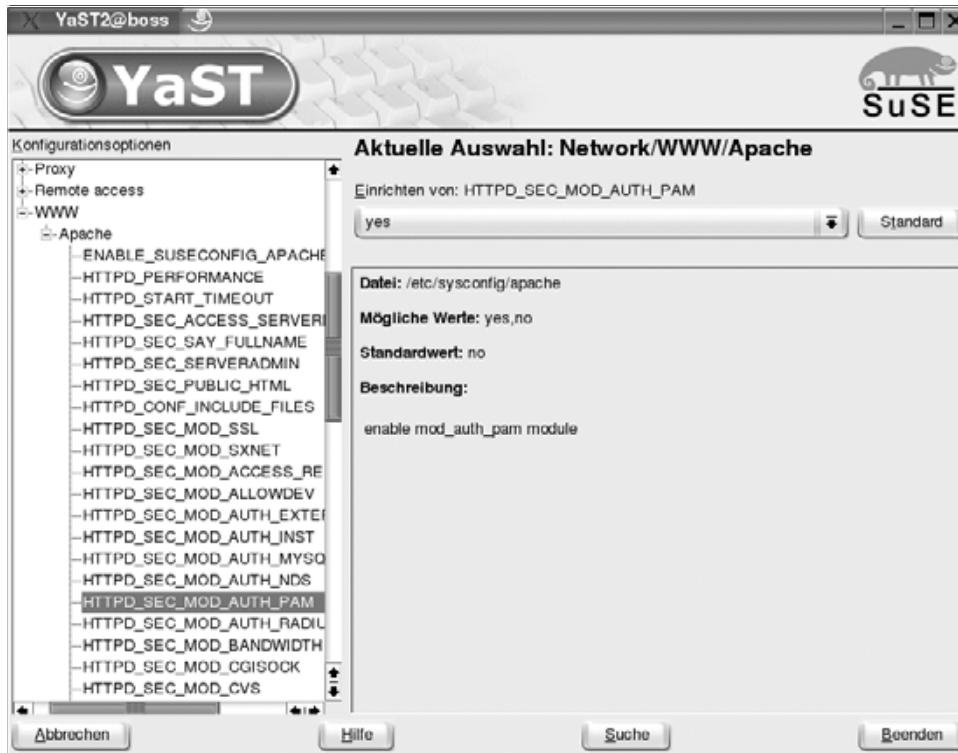 YaST2@boss
YaST
SuSE
Konfigurationsoptionen
Proxy
Remote access
WWW
Apache
ENABLE_SUSECONFIG_APACHE
HTTPD_PERFORMANCE
HTTPD_START_TIMEOUT
HTTPD_SEC_ACCESS_SERVERI
HTTPD_SEC_SAY_FULLNAME
HTTPD_SEC_SERVERADMIN
HTTPD_SEC_PUBLIC_HTML
HTTPD_CONF_INCLUDE_FILES
HTTPD_SEC_MOD_SSL
HTTPD_SEC_MOD_SXNET
HTTPD_SEC_MOD_ACCESS_RE
HTTPD_SEC_MOD_ALLOWDEV
HTTPD_SEC_MOD_AUTH_EXTE
HTTPD_SEC_MOD_AUTH_INST
HTTPD_SEC_MOD_AUTH_MYSQ
HTTPD_SEC_MOD_AUTH_NDS
HTTPD_SEC_MOD_AUTH_PAM
HTTPD_SEC_MOD_AUTH_RADIU
HTTPD_SEC_MOD_BANDWIDTH
HTTPD_SEC_MOD_CGISOCK
HTTPD_SEC_MOD_CVS
Aktuelle Auswahl: Network/WWW/Apache
Einrichten von: HTTPD_SEC_MOD_AUTH_PAM
yes
Standard
Datei: /etc/sysconfig/apache
Mögliche Werte: yes,no
Standardwert: no
Beschreibung:
enable mod_auth_pam module
Abbrechen
Hilfe
Suche
Beenden